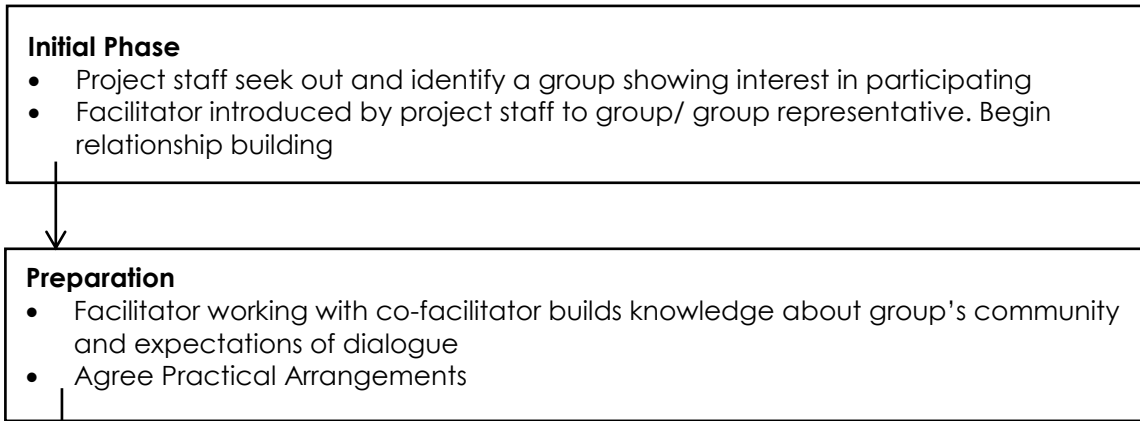 Initial Phase
• Project staff seek out and identify a group showing interest in participating
• Facilitator introduced by project staff to group/ group representative. Begin
relationship building
Preparation
• Facilitator working with co-facilitator builds knowledge about group’s community
and expectations of dialogue
• Agree Practical Arrangements